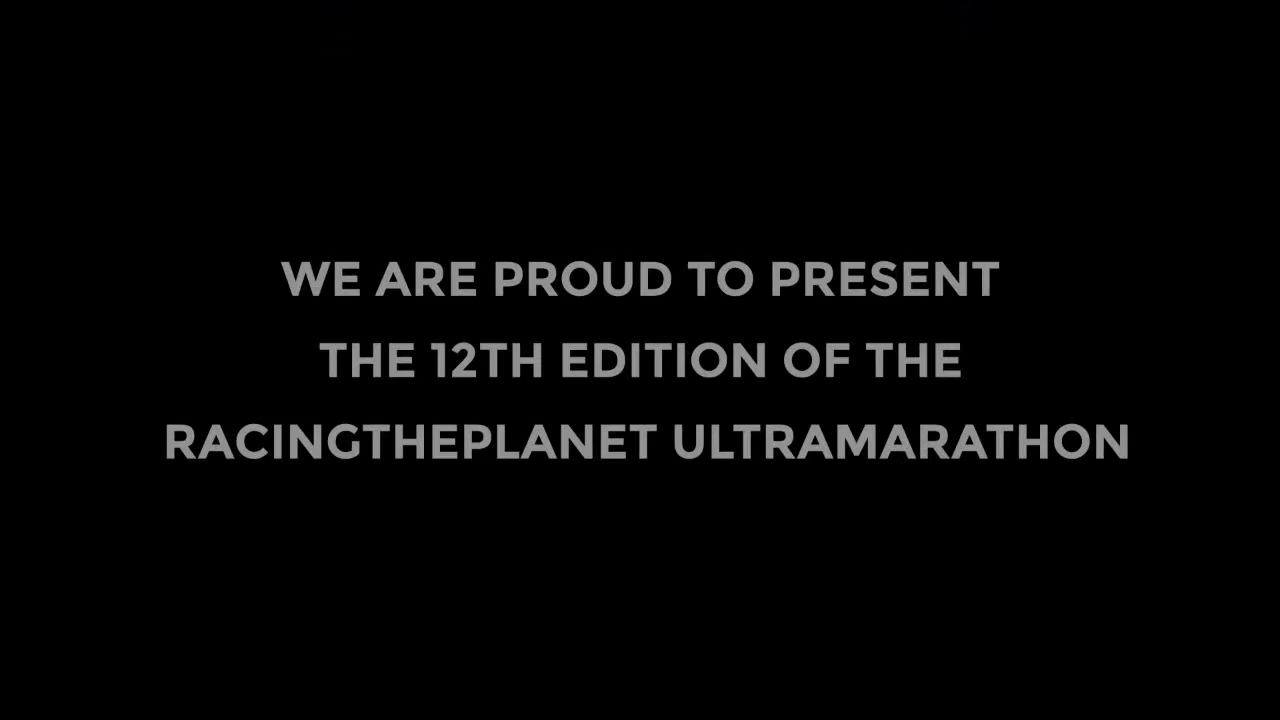 WE ARE PROUD TO PRESENT
THE 12TH EDITION OF THE
RACINGTHEPLANET ULTRAMARATHON